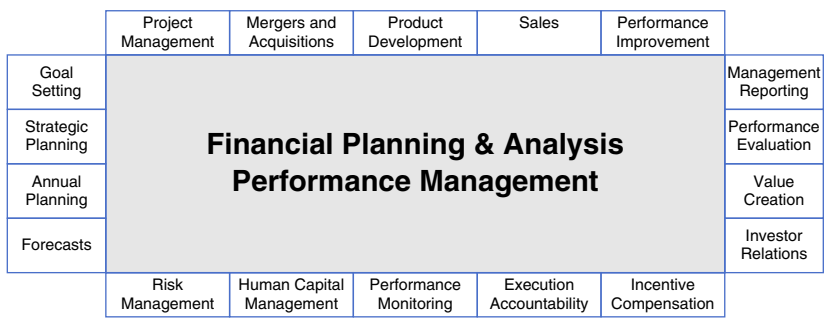 Project
Management
Mergers and
Acquisitions
Product
Development
Sales
Performance
Improvement
Goal
Setting
Strategic
Planning
Annual
Planning
Forecasts
Financial Planning & Analysis
Performance Management
Management
Reporting
Performance
Evaluation
Value
Creation
Investor
Relations
Risk
Management
Human Capital
Management
Performance
Monitoring
Execution
Accountability
Incentive
Compensation